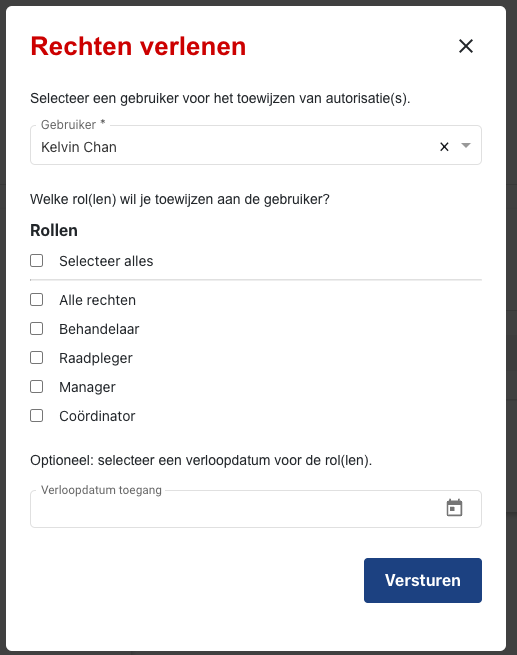 Rechten verlenen
Selecteer een gebruiker voor het toewijzen van autorisatie(s).
Gebruiker *
Kelvin Chan
Welke rol(len) wil je toewijzen aan de gebruiker?
Rollen
Selecteer alles
Alle rechten
Behandelaar
Raadpleger
Manager
Coördinator
Optioneel: selecteer een verloopdatum voor de rol(len).
Verloopdatum toegang
Versturen